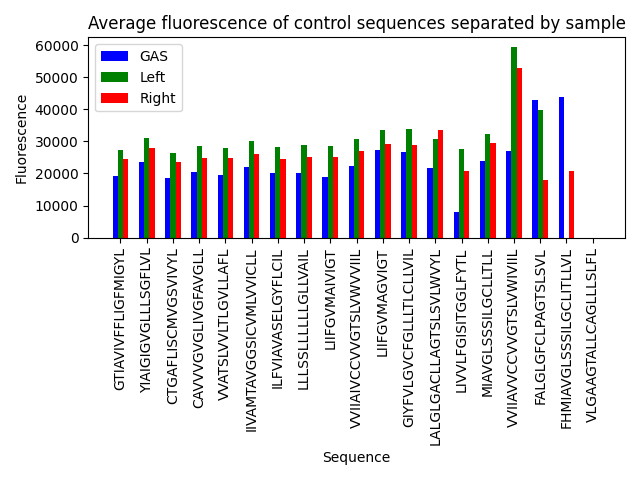 Average fluorescence of control sequences separated by sample
60000
50000
40000
30000
20000
10000
0
Fluorescence
GAS
Left
Right
GTIAVIVFFLIGFMIGYL
YIAIGIGVGLLLSGFLVL
CTGAFLISCMVGSVIVYL
CAVVVGVGLIVGFAVGLL
VVATSLVVLTLGVLLAFL
IIVAMTAVGGSICVMLVVICLL
ILFVIAVASELGYFLCIL
LLLSSLLLLLLGLLVAIL
LIIFGVMAIVIGT
VVIIAIVCCVVGTSLVWVVIIL
LIIFGVMAGVIGT
GIYFVLGVCFGLLLTLCLLVIL
LALGLGACLLAGTSLSVLWVYL
LIVVLFGISITGGLFYTL
MIAVGLSSSILGCLLTLL
VVIIAVVCCVVGTSLVWIVIIL
FALGLGFCLPAGTSLSVL
FHMIAVGLSSSILGCLITLLVL
VLGAAGTALLCAGLLLSLFL
Sequence